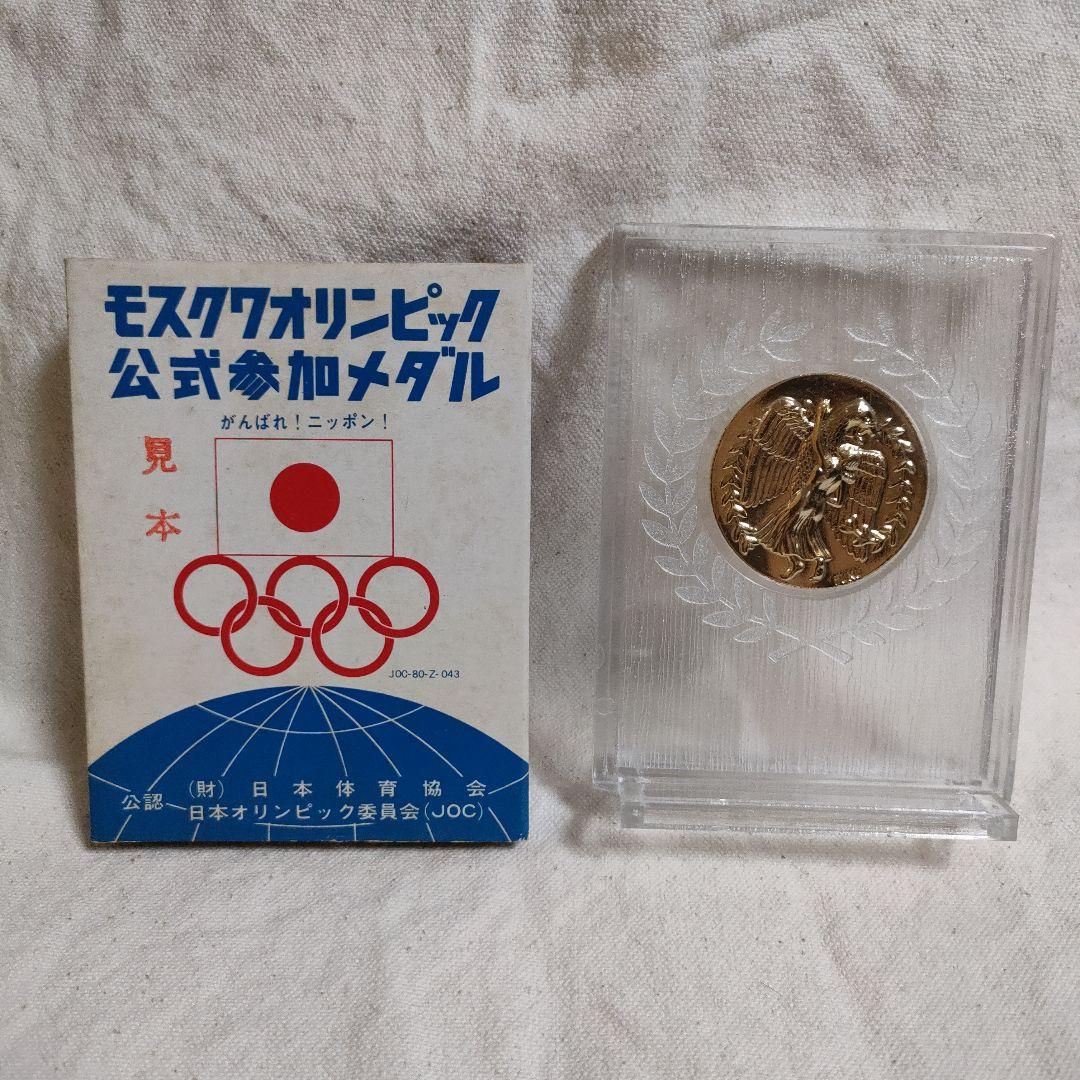 モスクワオリンピック
公式参加メダル
がんばれ!ニッポン!
見本
JOC-80-Z-043
公認
(財)日本体育協会
日本オリンピック委員会(JOC)